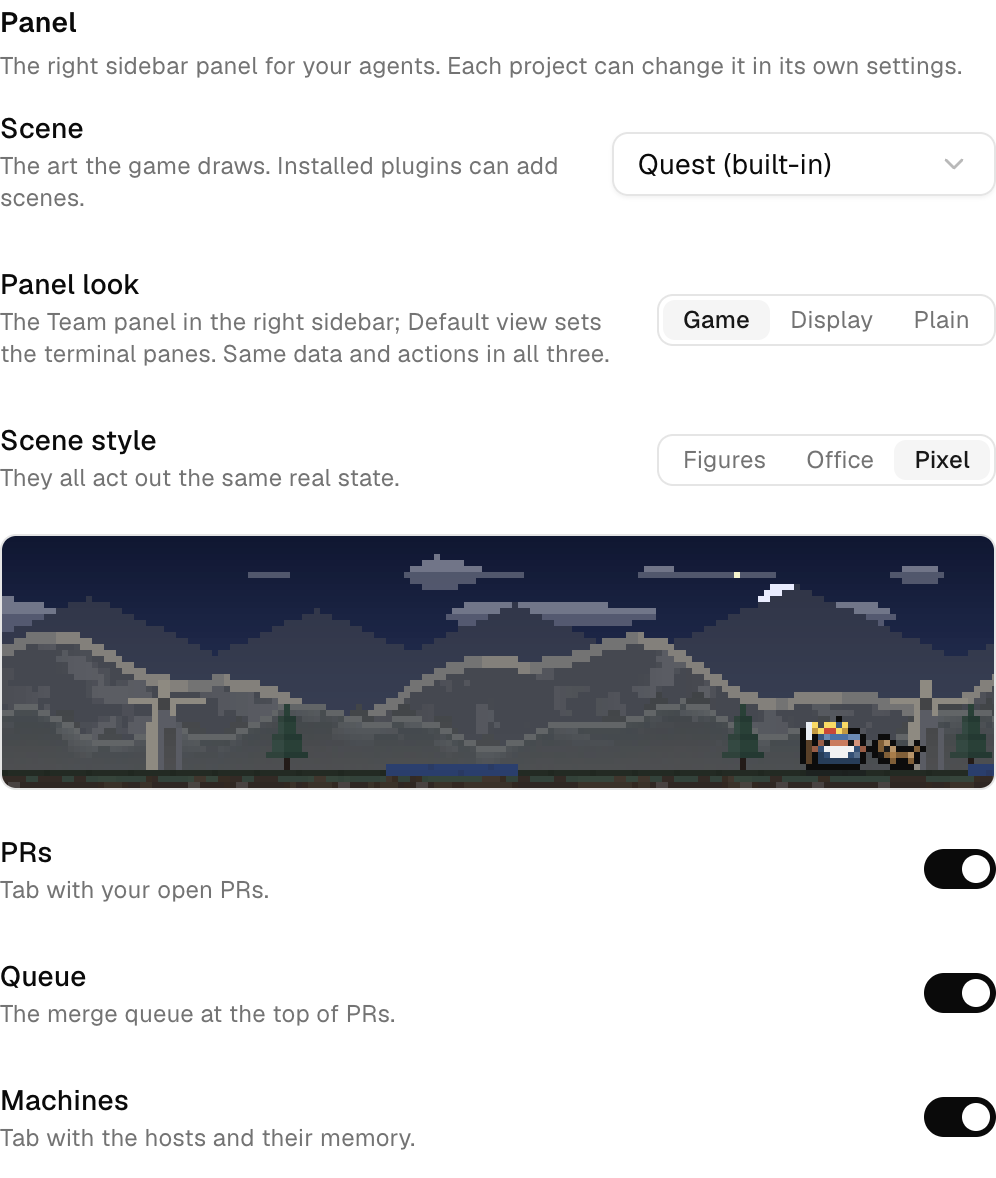 Panel
The right sidebar panel for your agents. Each project can change it in its own settings.
Scene
The art the game draws. Installed plugins can add
scenes.
Quest (built-in)
Panel look
The Team panel in the right sidebar; Default view sets
the terminal panes. Same data and actions in all three.
Game Display Plain
Scene style
They all act out the same real state.
Figures Office Pixel
PRs
Tab with your open PRs.
Queue
The merge queue at the top of PRs.
Machines
Tab with the hosts and their memory.